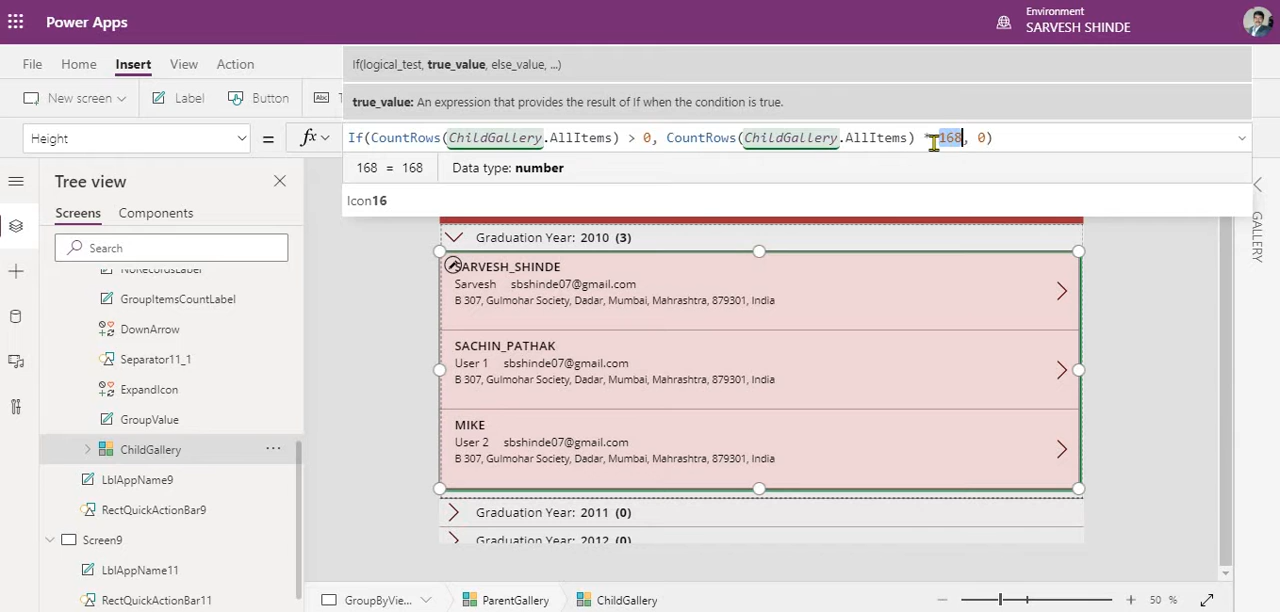 Power Apps
Environment
SARVESH SHINDE
File Home Insert View Action
If(logical_test, true_value, else_value, ...)
New screen Label Button Abc
true_value: An expression that provides the result of If when the condition is true.
Height = fx If(CountRows(ChildGallery.AllItems) > 0, CountRows(ChildGallery.AllItems) * 168, 0)
168 = 168 Data type: number
Icon16
Tree view
Screens Components
Search
NoRecordsLabel
GroupItemsCountLabel
DownArrow
Separator11_1
ExpandIcon
GroupValue
ChildGallery ...
LblAppName9
RectQuickActionBar9
Screen9
LblAppName11
RectQuickActionBar11
Graduation Year: 2010 (3)
SARVESH_SHINDE
Sarvesh sbshinde07@gmail.com
B 307, Gulmohar Society, Dadar, Mumbai, Mahrashtra, 879301, India
SACHIN_PATHAK
User 1 sbshinde07@gmail.com
B 307, Gulmohar Society, Dadar, Mumbai, Mahrashtra, 879301, India
MIKE
User 2 sbshinde07@gmail.com
B 307, Gulmohar Society, Dadar, Mumbai, Mahrashtra, 879301, India
Graduation Year: 2011 (0)
Graduation Year: 2012 (0)
GALLERY
GroupByVie... ParentGallery ChildGallery
50 %